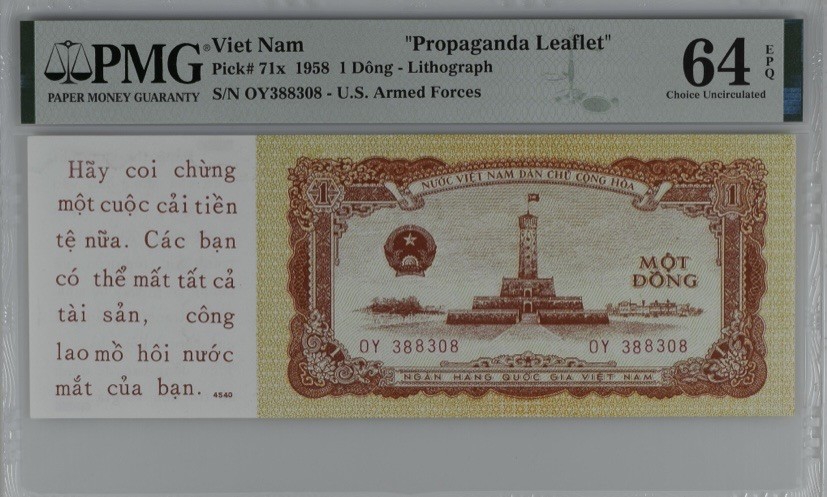 PMG®
PAPER MONEY GUARANTY
Viet Nam "Propaganda Leaflet"
Pick# 71x 1958 1 Dông - Lithograph
S/N OY388308 - U.S. Armed Forces
64 EPQ
Choice Uncirculated
Hãy coi chừng
một cuộc cải tiền
tệ nữa. Các bạn
có thể mất tất cả
tài sản, công
lao mồ hôi nước
mắt của bạn. 4540
NƯỚC VIỆT NAM DÂN CHỦ CỘNG HÒA
1 1
MỘT
ĐỒNG
OY 388308 OY 388308
1 1
NGÂN HÀNG QUỐC GIA VIỆT NAM